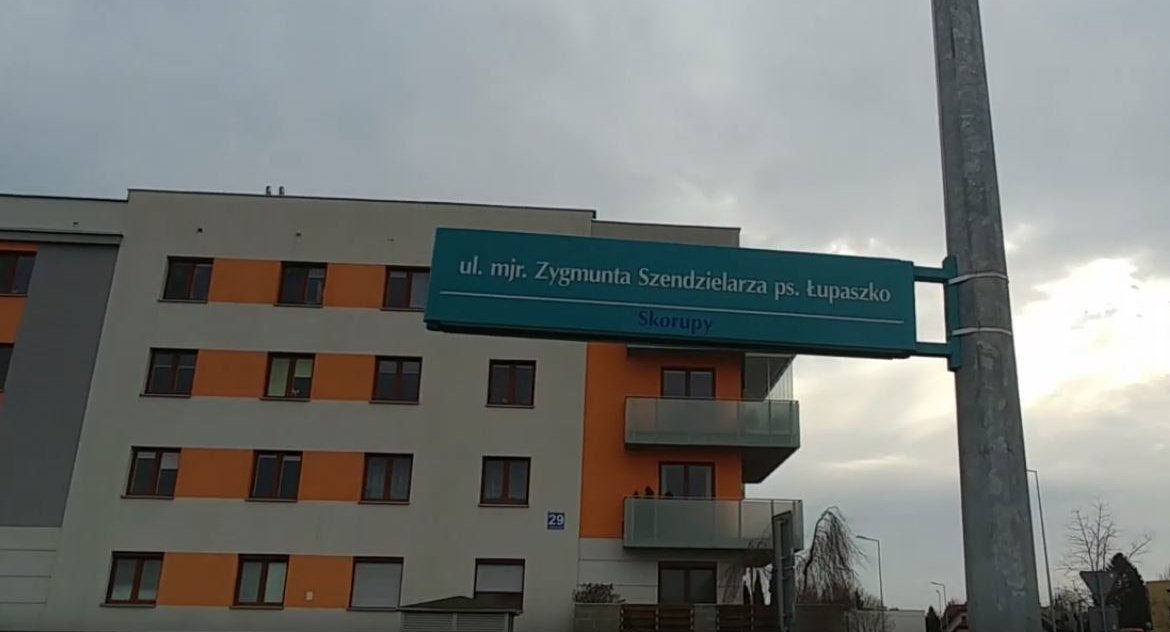 ul. mjr. Zygmunta Szendzielarza ps. Łupaszko
Skorupy
29